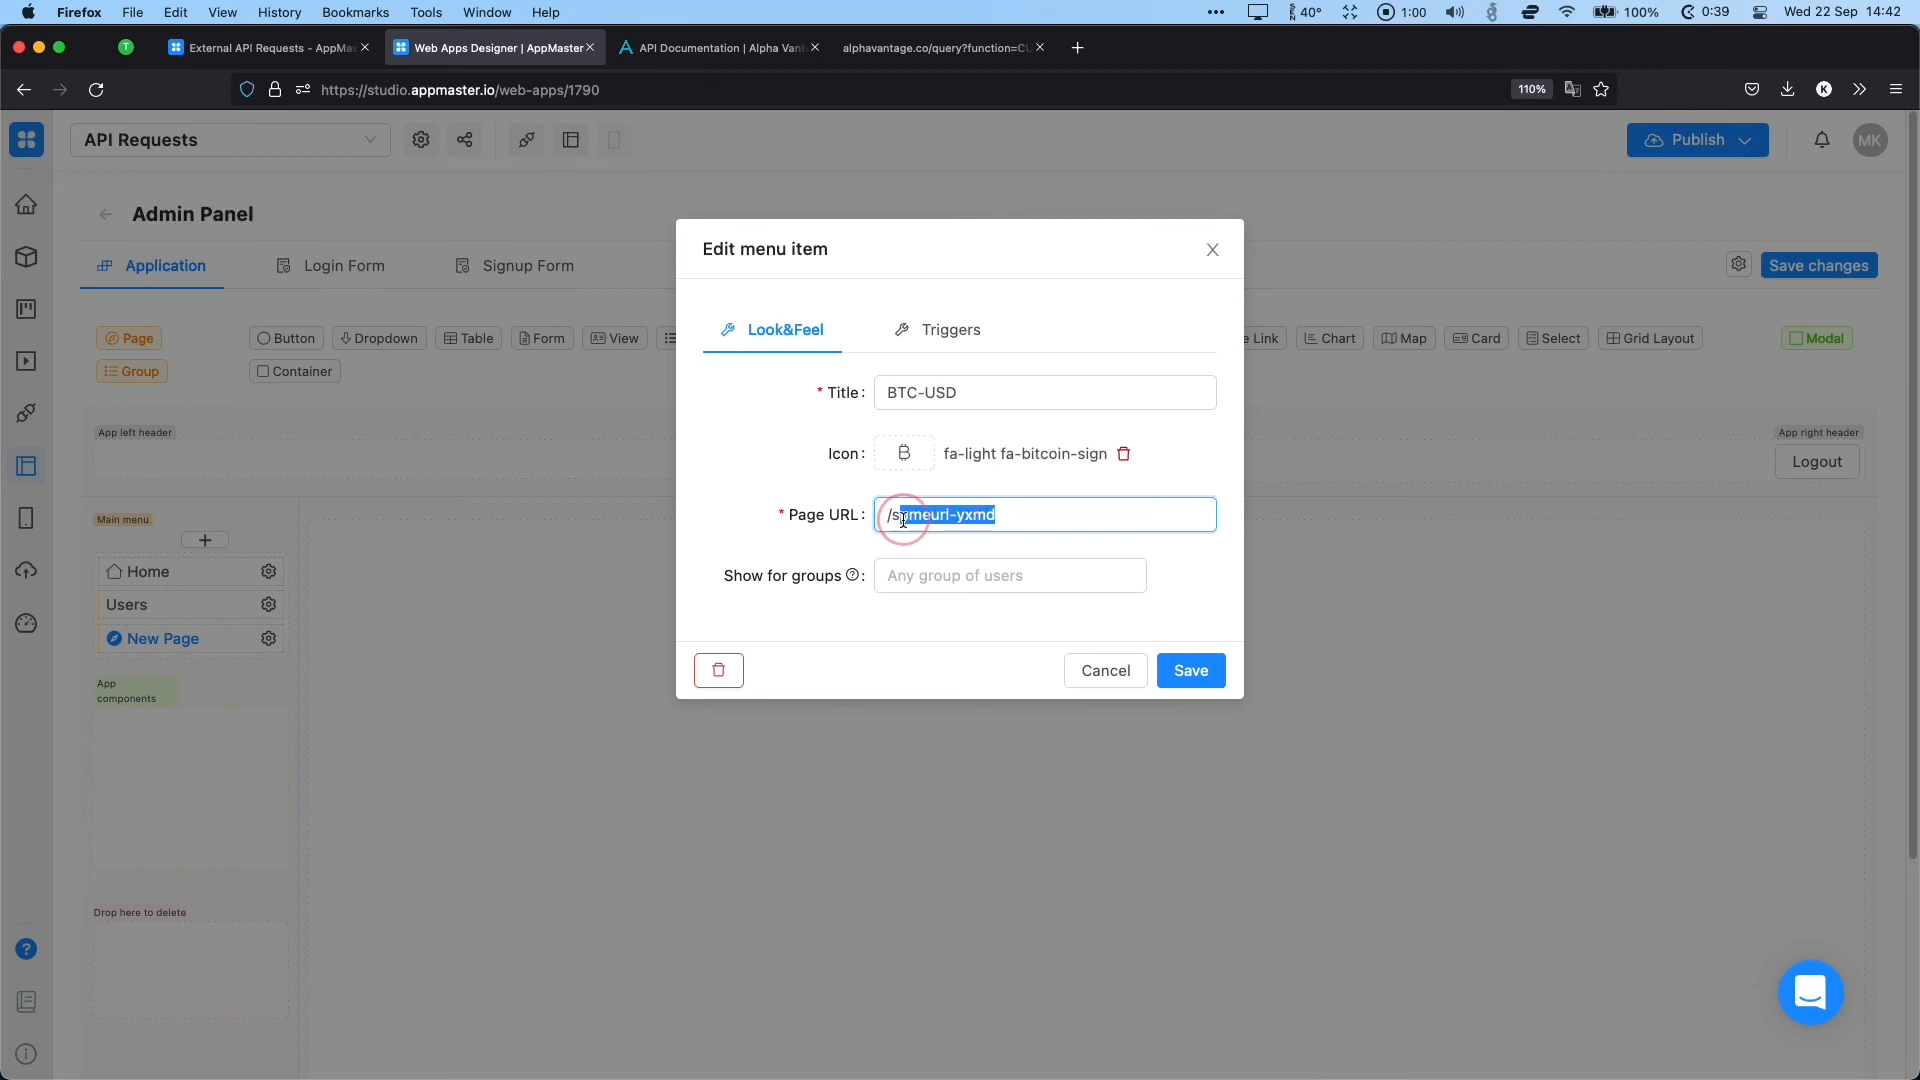 Firefox File Edit View History Bookmarks Tools Window Help
40° 1:00 100% 0:39 Wed 22 Sep 14:42
T External API Requests - AppMas Web Apps Designer | AppMaster API Documentation | Alpha Vant alphavantage.co/query?function=CU
https://studio.appmaster.io/web-apps/1790 110% K
API Requests Publish MK
Admin Panel
Application Login Form Signup Form Save changes
Page Button Dropdown Table Form View e Link Chart Map Card Select Grid Layout Modal
Group Container
App left header App right header
Logout
Main menu
Home
Users
New Page
App
components
Drop here to delete
Edit menu item
Look&Feel Triggers
* Title: BTC-USD
Icon: fa-light fa-bitcoin-sign
* Page URL: /someurl-yxmd
Show for groups ?: Any group of users
Cancel Save